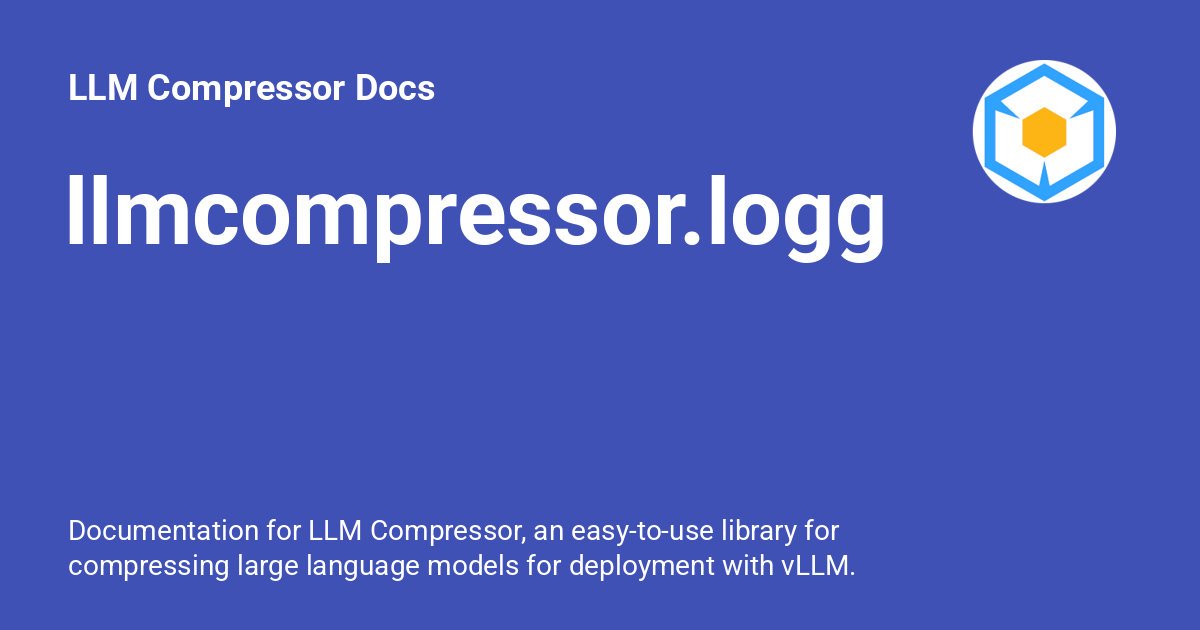 LLM Compressor Docs
llmcompressor.logg
Documentation for LLM Compressor, an easy-to-use library for
compressing large language models for deployment with vLLM.